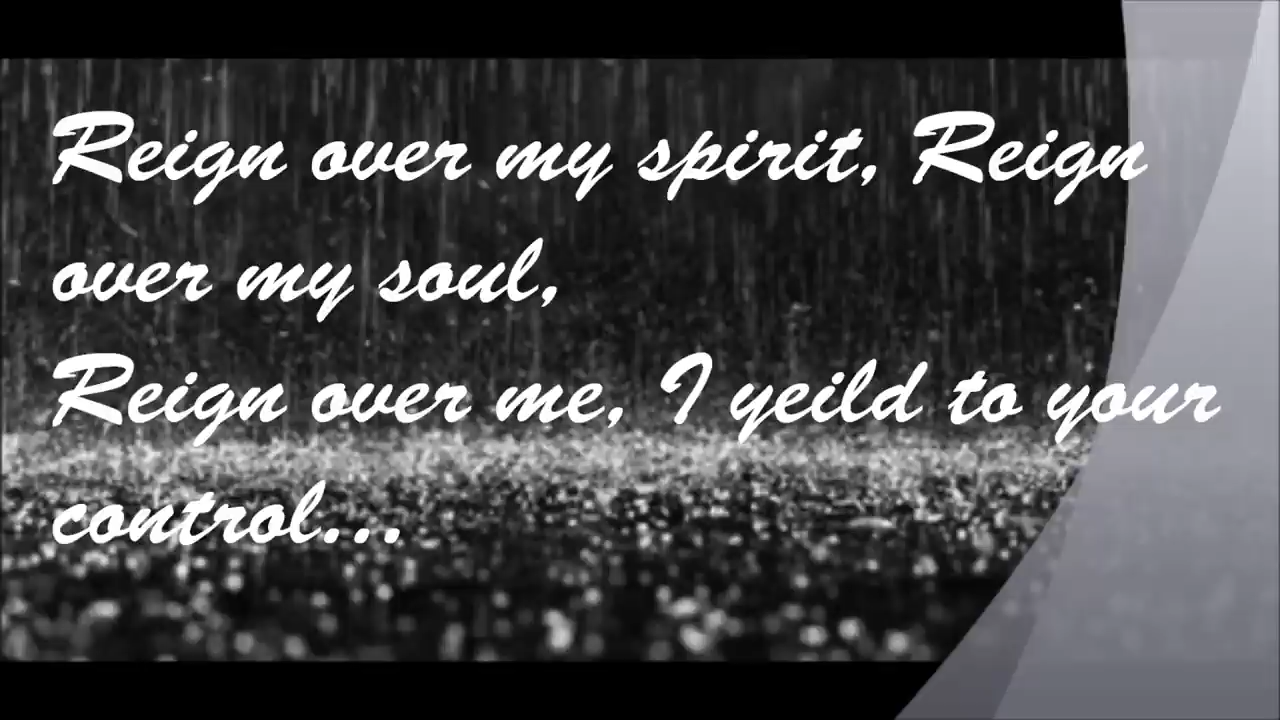 Reign over my spirit, Reign
over my soul,
Reign over me, I yeild to your
control...